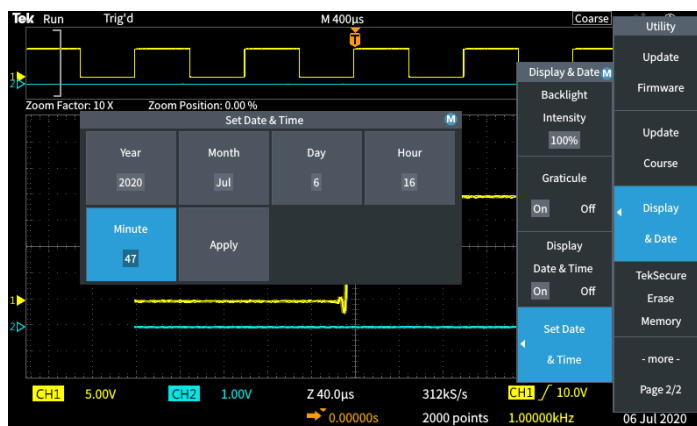 Tek Run Trig'd M 400µs Coarse
Utility
Update
Firmware
Update
Course
Display
& Date
TekSecure
Erase
Memory
- more -
Page 2/2
Display & Date M
Backlight
Intensity
100%
Graticule
On Off
Display
Date & Time
On Off
Set Date
& Time
T
1
2
Zoom Factor: 10 X Zoom Position: 0.00 %
Set Date & Time M
Year Month Day Hour
2020 Jul 6 16
Minute
47
Apply
1
2
CH1 5.00V CH2 1.00V Z 40.0µs 312kS/s CH1 10.0V
0.00000s 2000 points 1.00000kHz 06 Jul 2020